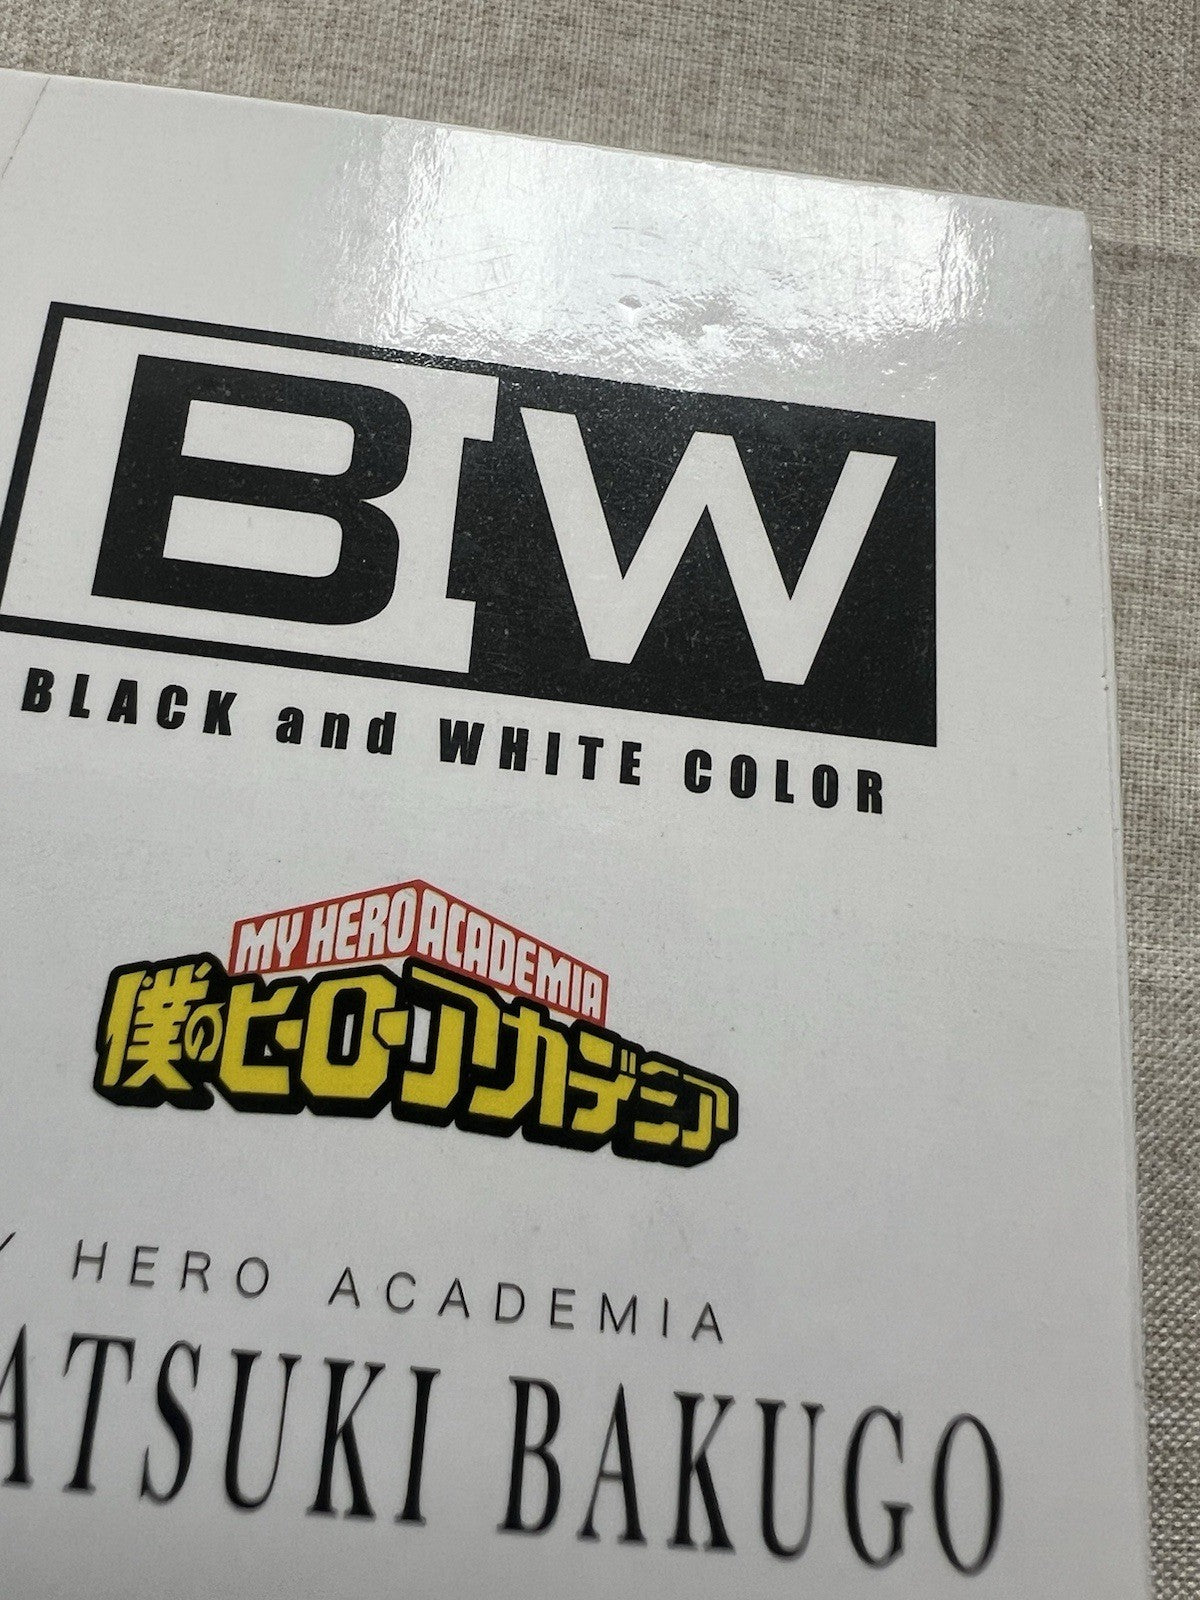 BW
BLACK and WHITE COLOR
MY HERO ACADEMIA
僕のヒーローアカデミア
HERO ACADEMIA
ATSUKI BAKUGO